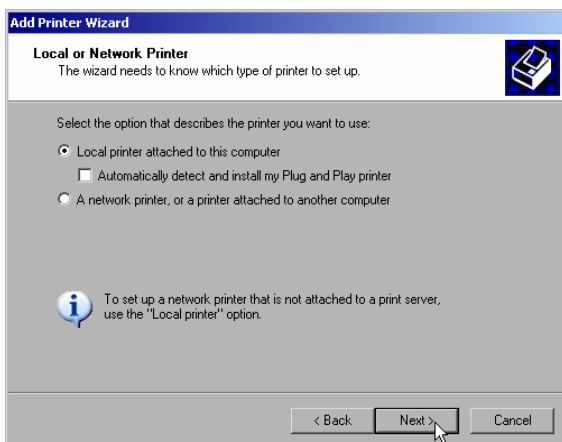 Add Printer Wizard
Local or Network Printer
The wizard needs to know which type of printer to set up.
Select the option that describes the printer you want to use:
Local printer attached to this computer
Automatically detect and install my Plug and Play printer
A network printer, or a printer attached to another computer
To set up a network printer that is not attached to a print server,
use the "Local printer" option.
< Back Next > Cancel